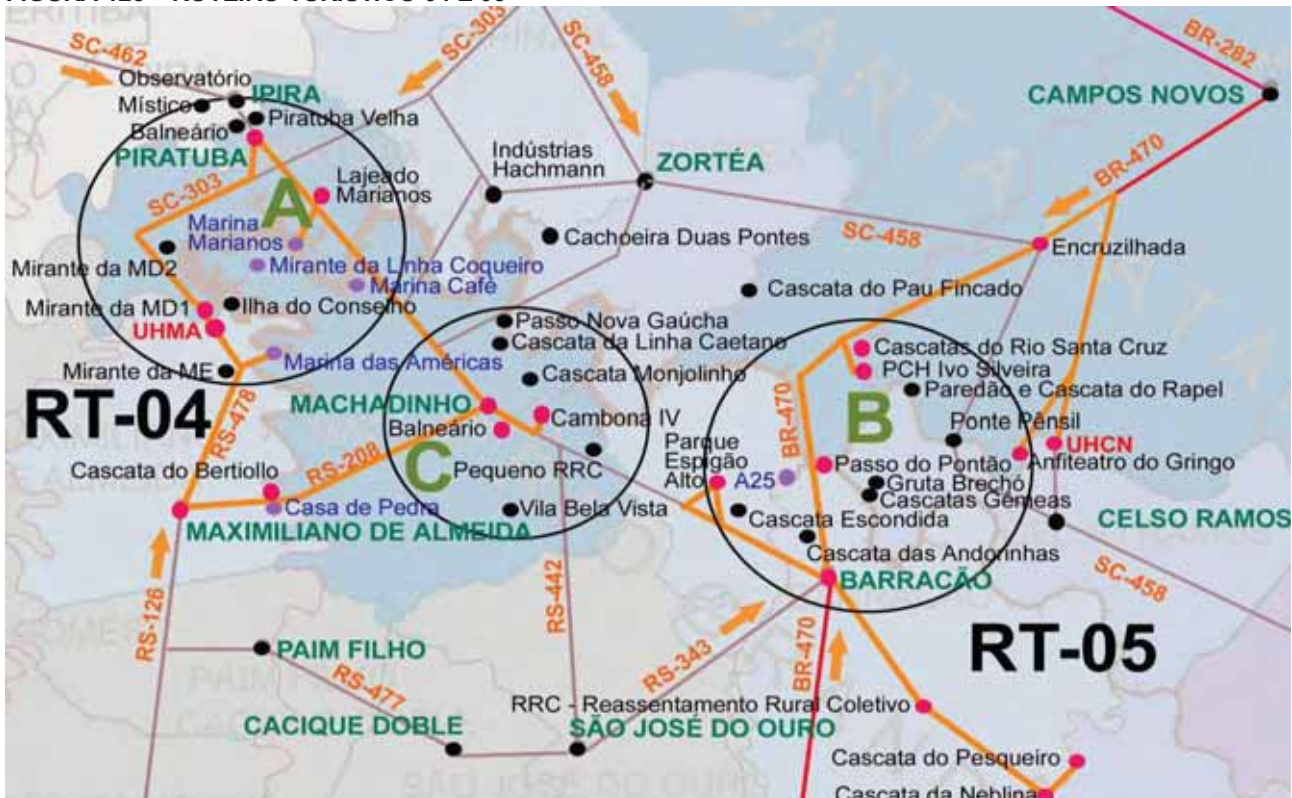 SC-462
SC-303
SC-458
BR-282
Observatório
IPIRA
Místico
Piratuba Velha
Balneário
PIRATUBA
CAMPOS NOVOS
Indústrias
Hachmann
ZORTÉA
BR-470
Lajeado
Marianos
SC-303
A
Marina
Marianos
Cachoeira Duas Pontes
SC-458
Encruzilhada
Mirante da MD2
Mirante da Linha Coqueiro
Marina Cafè
Cascata do Pau Fincado
Mirante da MD1
Ilha do Conselho
UHMA
Passo Nova Gaúcha
Cascata da Linha Caetano
Marina das Américas
Mirante da ME
Cascata Monjolinho
Cascatas do Rio Santa Cruz
PCH Ivo Silveira
Paredão e Cascata do Rapel
RT-04
RS-478
MACHADINHO
Balneário
Cambona IV
BR-470
B
Ponte Pênsil
UHCN
Parque
Espigão
Alto
A25
Passo do Pontão
Anfiteatro do Gringo
Cascata do Bertiollo
RS-208
C
Pequeno RRC
Gruta Brechó
Cascatas Gêmeas
Casa de Pedra
Vila Bela Vista
Cascata Escondida
CELSO RAMOS
MAXIMILIANO DE ALMEIDA
Cascata das Andorinhas
BARRACÃO
SC-458
RS-126
RS-442
RS-343
BR-470
RT-05
PAIM FILHO
RS-477
RRC - Reassentamento Rural Coletivo
CACIQUE DOBLE
SÃO JOSÉ DO OURO
Cascata do Pesqueiro
Cascata da Neblina